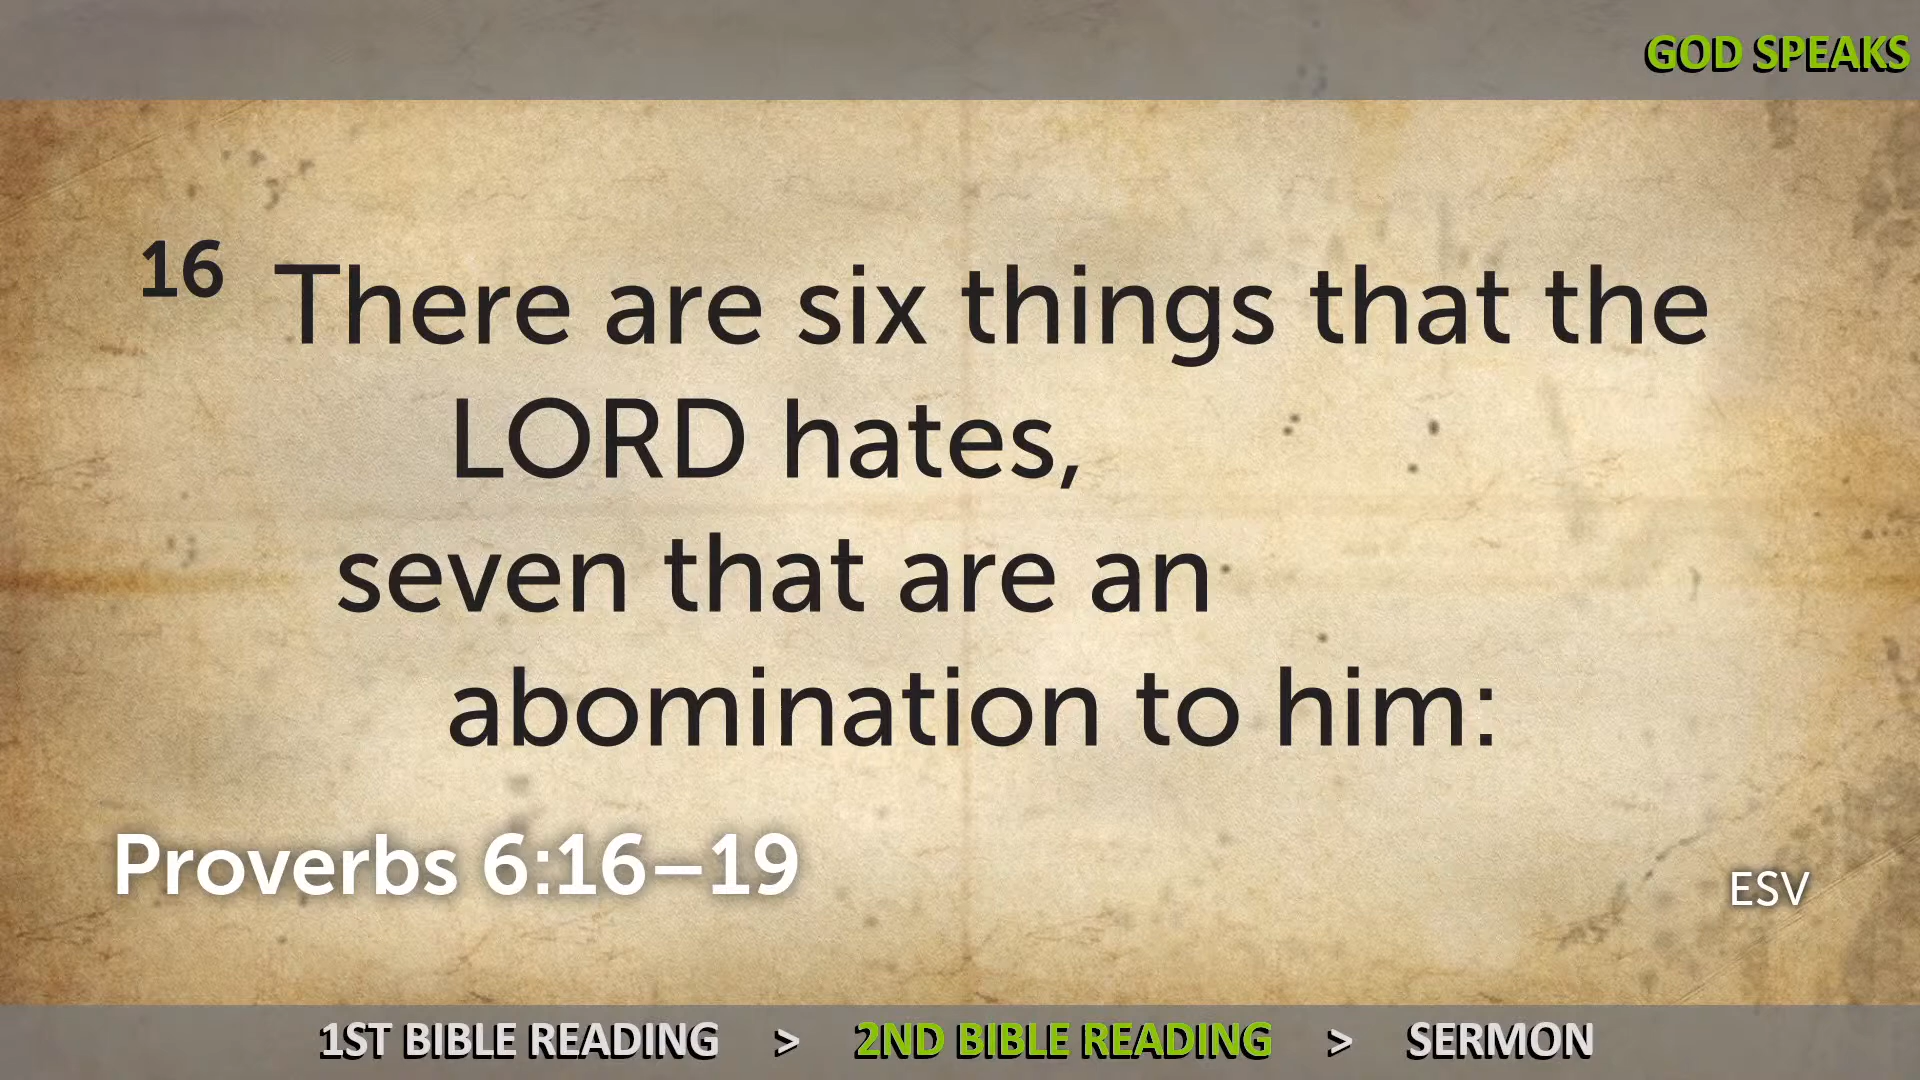 GOD SPEAKS
16 There are six things that the
LORD hates,
seven that are an
abomination to him:
Proverbs 6:16–19
ESV
1ST BIBLE READING > 2ND BIBLE READING > SERMON